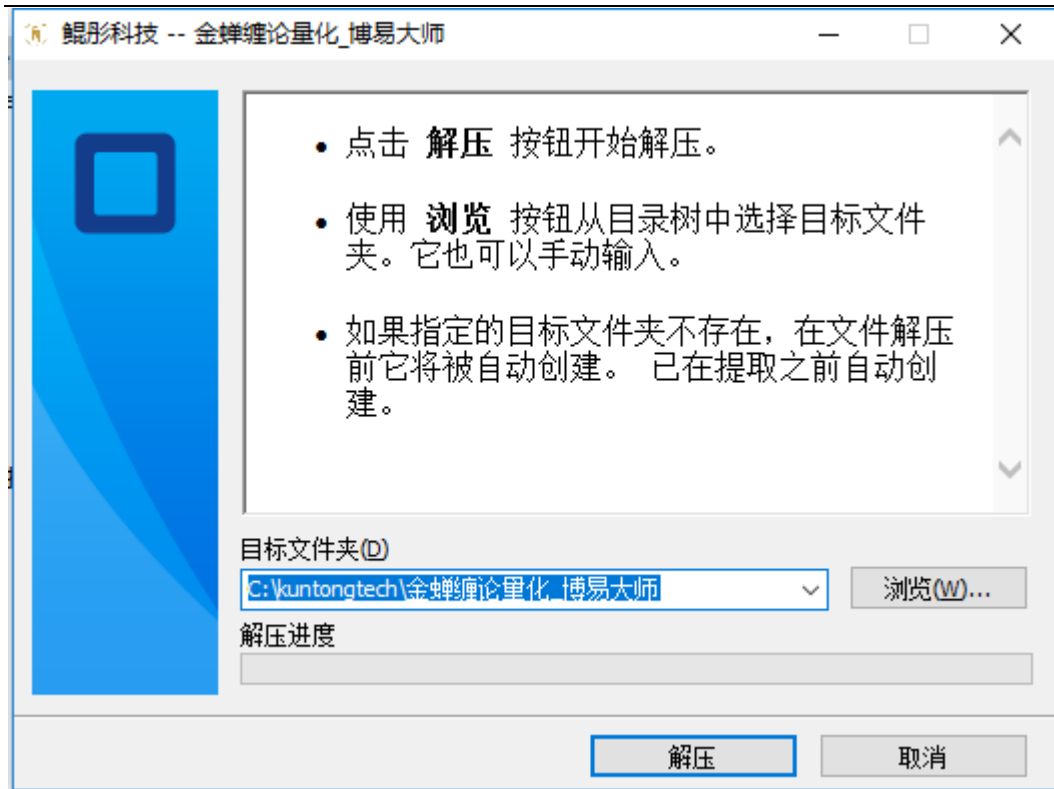 鲲彤科技 -- 金蝉缠论量化_博易大师
点击 解压 按钮开始解压。
使用 浏览 按钮从目录树中选择目标文件
夹。它也可以手动输入。
如果指定的目标文件夹不存在，在文件解压
前它将被自动创建。 已在提取之前自动创
建。
目标文件夹(D)
C:\kuntongtech\金蝉缠论量化_博易大师
浏览(W)...
解压进度
解压
取消